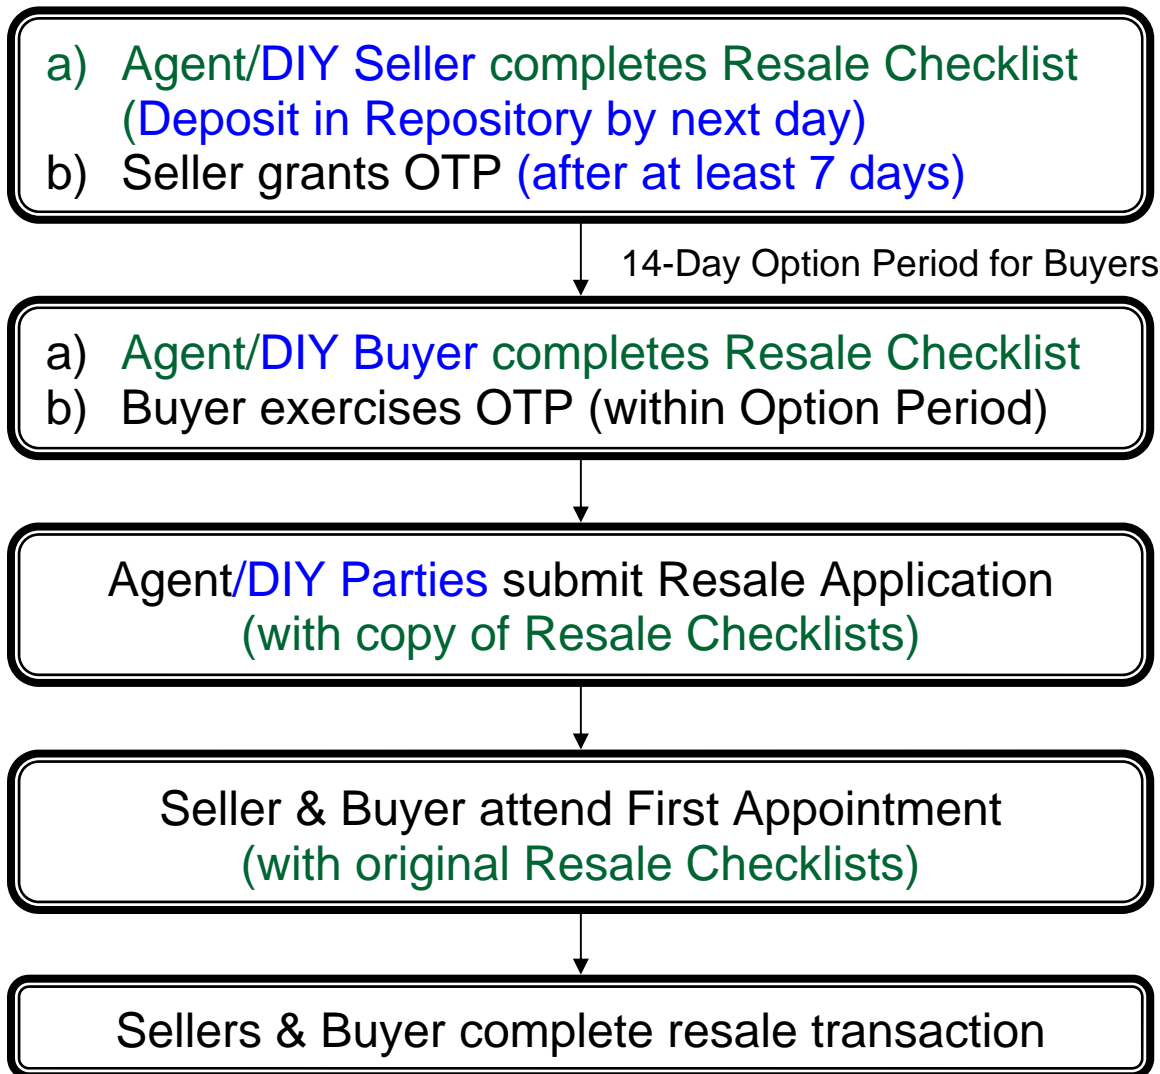 a) Agent/DIY Seller completes Resale Checklist
(Deposit in Repository by next day)
b) Seller grants OTP (after at least 7 days)
14-Day Option Period for Buyers
a) Agent/DIY Buyer completes Resale Checklist
b) Buyer exercises OTP (within Option Period)
Agent/DIY Parties submit Resale Application
(with copy of Resale Checklists)
Seller & Buyer attend First Appointment
(with original Resale Checklists)
Sellers & Buyer complete resale transaction